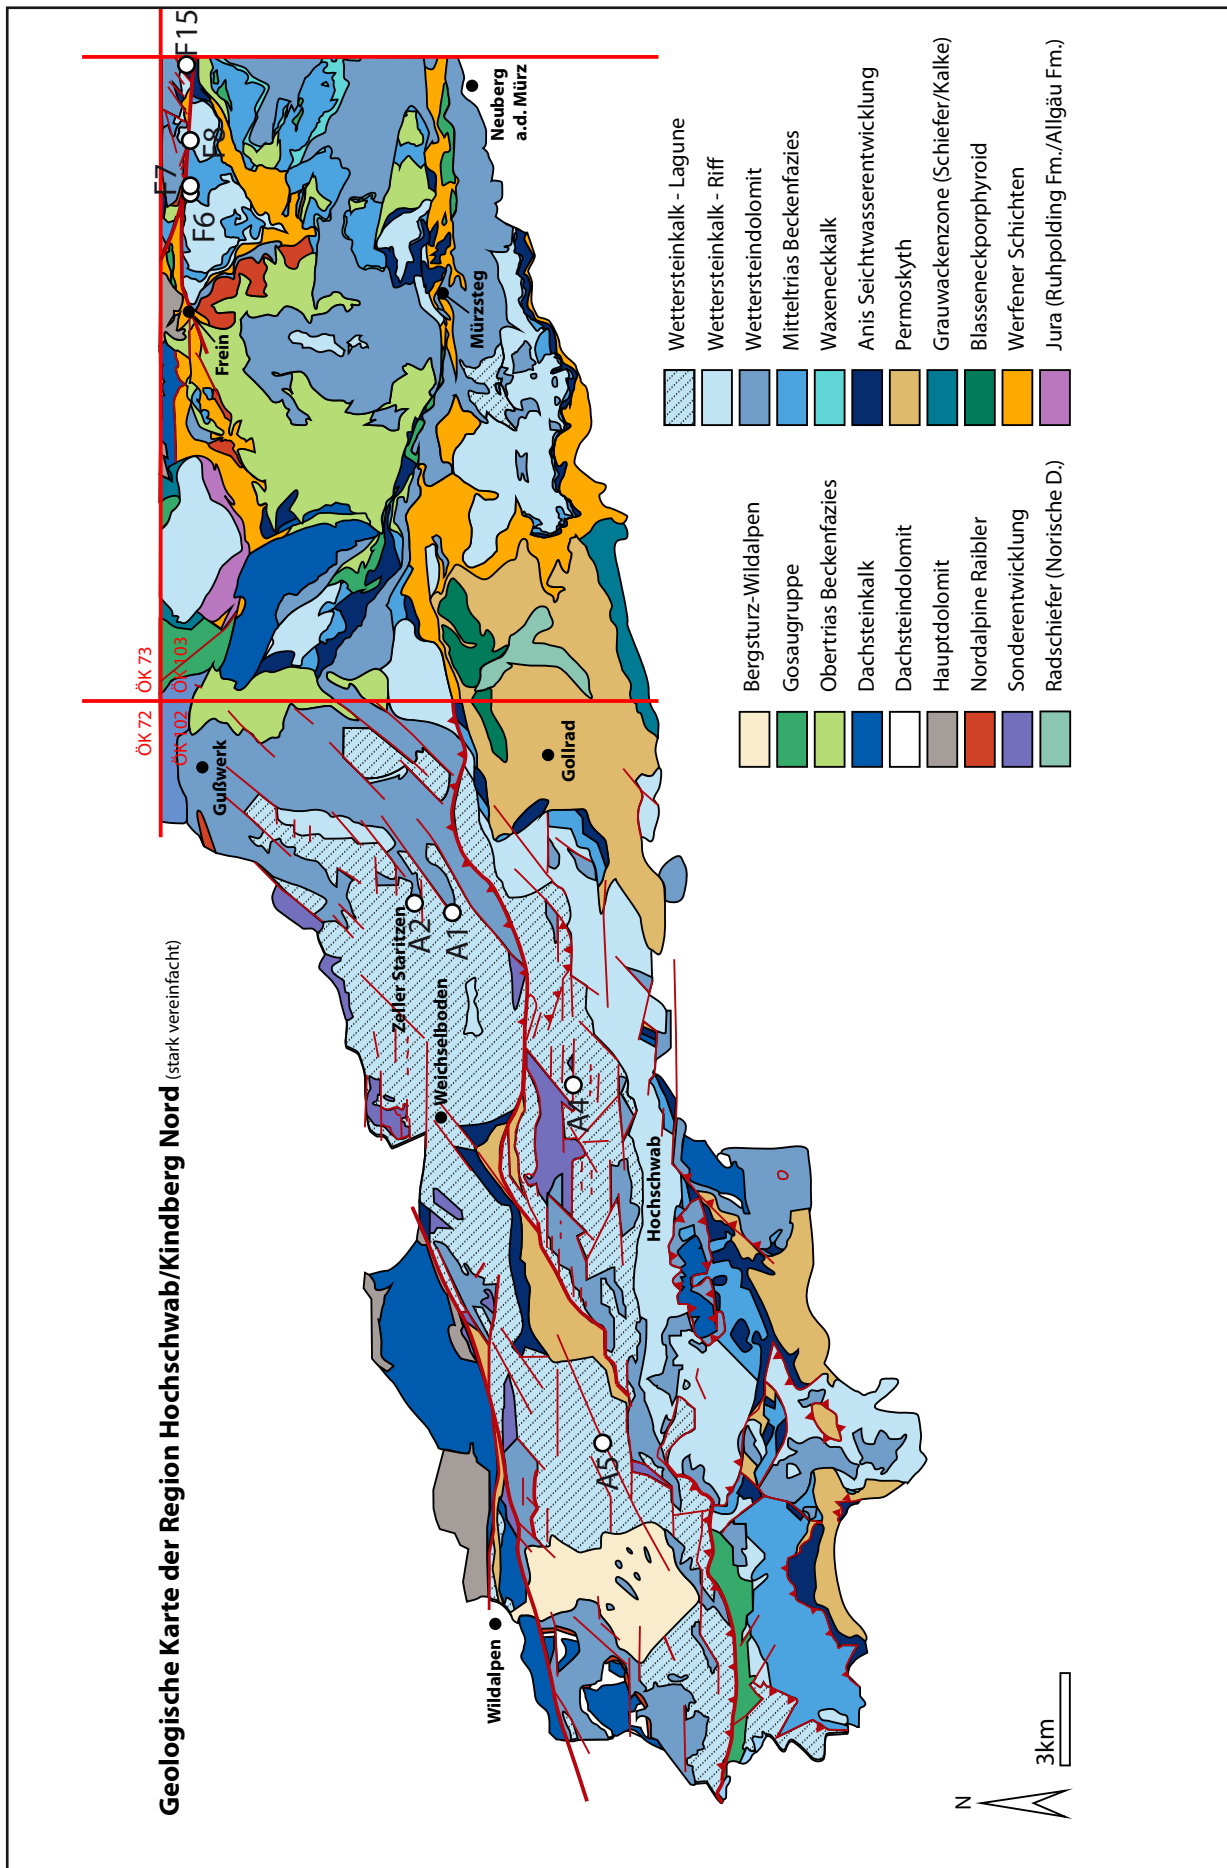 Geologische Karte der Region Hochschwab/Kindberg Nord (stark vereinfacht)
ÖK 72
ÖK 73
ÖK 102
ÖK 103
F6
F7
F8
F15
Frein
Neuberg
a.d. Mürz
Mürzsteg
Gußwerk
Gollrad
Zeller Staritzen
A2
A1
Weichselboden
A4
Hochschwab
A5
Wildalpen
Bergsturz-Wildalpen
Gosaugruppe
Obertrias Beckenfazies
Dachsteinkalk
Dachsteindolomit
Hauptdolomit
Nordalpine Raibler
Sonderentwicklung
Radschiefer (Norische D.)
Wettersteinkalk - Lagune
Wettersteinkalk - Riff
Wettersteindolomit
Mitteltrias Beckenfazies
Waxeneckkalk
Anis Seichtwasserentwicklung
Permoskyth
Grauwackenzone (Schiefer/Kalke)
Blasseneckporphyroid
Werfener Schichten
Jura (Ruhpolding Fm./Allgäu Fm.)
N
3km